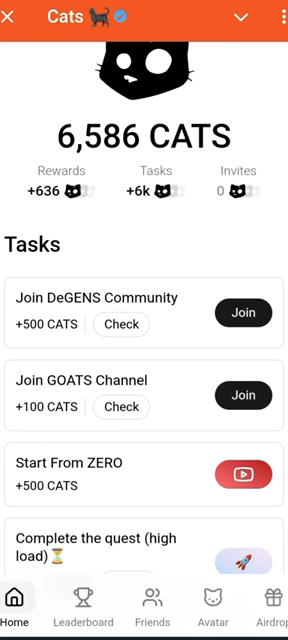 Cats 🐈‍⬛
6,586 CATS
Rewards Tasks Invites
+636 +6k 0
Tasks
Join DeGENS Community
+500 CATS Check
Join
Join GOATS Channel
+100 CATS Check
Join
Start From ZERO
+500 CATS
Complete the quest (high
load)⏳
Home Leaderboard Friends Avatar Airdrop